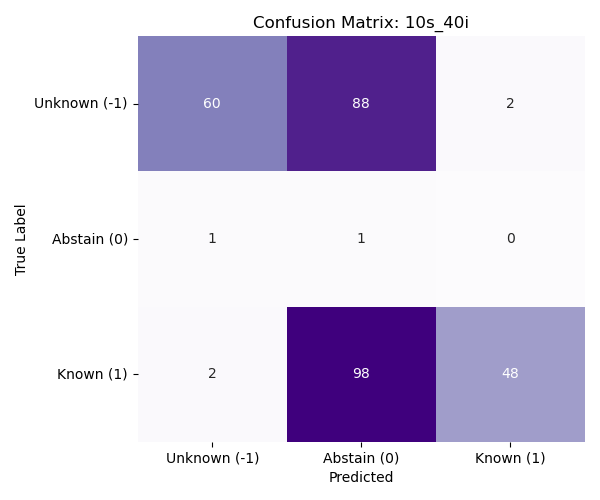 Confusion Matrix: 10s_40i
True Label
Unknown (-1)
60 88 2
Abstain (0)
1 1 0
Known (1)
2 98 48
Unknown (-1) Abstain (0) Known (1)
Predicted